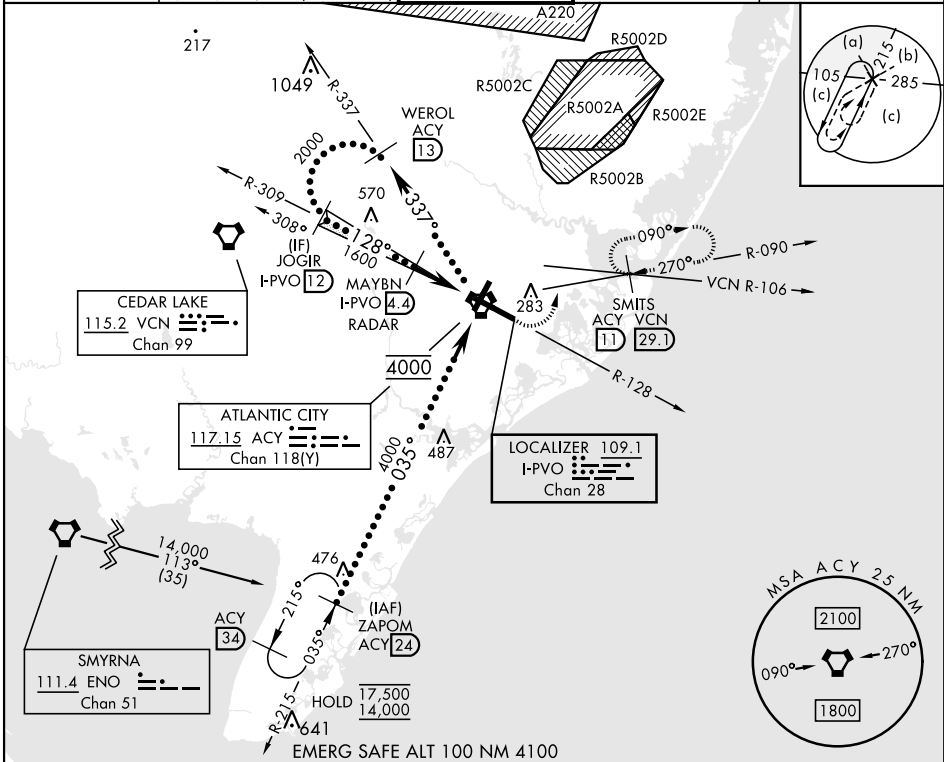 A220
217
1049
R-337
R5002D
R5002C
R5002A
R5002E
R5002B
(a)
215
(b)
105
285
(c)
(c)
WEROL
ACY
13
2000
R-309
308°
570
337°
128°
1600
(IF)
JOGIR
I-PVO 12
MAYBN
I-PVO 4.4
RADAR
090°
R-090
270°
VCN R-106
283
SMITS
ACY VCN
11 29.1
R-128
CEDAR LAKE
115.2 VCN
Chan 99
4000
ATLANTIC CITY
117.15 ACY
Chan 118(Y)
487
LOCALIZER 109.1
I-PVO
Chan 28
4000
035°
14,000
113°
(35)
476
215°
035°
(IAF)
ZAPOM
ACY 24
ACY
34
SMYRNA
111.4 ENO
Chan 51
HOLD 17,500
14,000
R-215
641
EMERG SAFE ALT 100 NM 4100
MSA ACY 25 NM
2100
090°
270°
1800